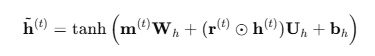 h̃^(t) = tanh ( m^(t) W_h + (r^(t) ⊙ h^(t)) U_h + b_h )